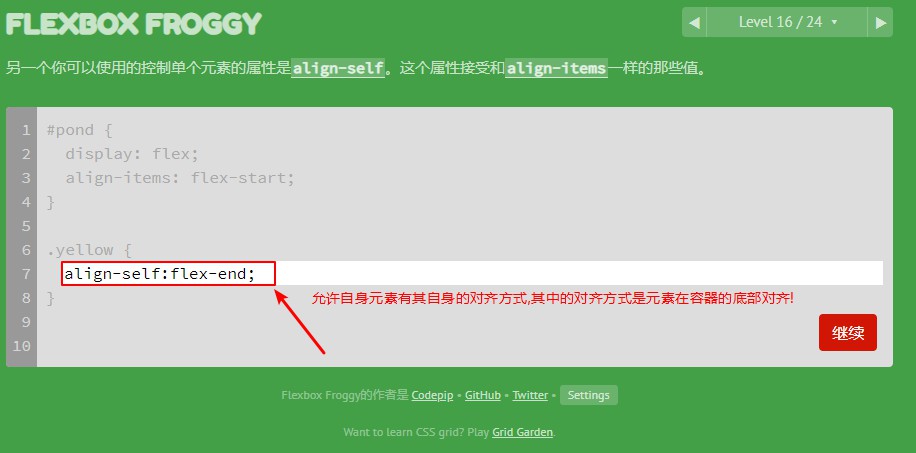 FLEXBOX FROGGY
◀ Level 16 / 24 ▾ ▶
另一个你可以使用的控制单个元素的属性是align-self。这个属性接受和align-items一样的那些值。
1 #pond {
2 display: flex;
3 align-items: flex-start;
4 }
5
6 .yellow {
7 align-self:flex-end;
8 }
允许自身元素有其自身的对齐方式,其中的对齐方式是元素在容器的底部对齐!
9
继续
10
Flexbox Froggy的作者是 Codepip • GitHub • Twitter • Settings
Want to learn CSS grid? Play Grid Garden.